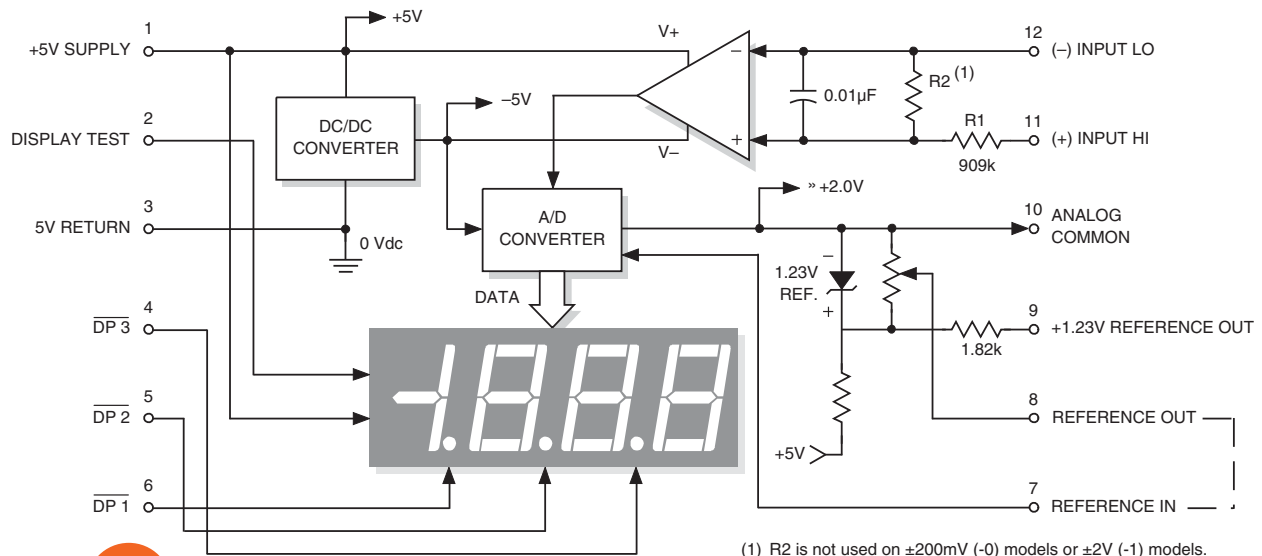 +5V
1
+5V SUPPLY
V+
12
(–) INPUT LO
–
R2 (1)
0.01µF
–5V
2
DISPLAY TEST
DC/DC
CONVERTER
+
V–
R1
909k
11
(+) INPUT HI
3
5V RETURN
0 Vdc
A/D
CONVERTER
» +2.0V
10
ANALOG
COMMON
DATA
–
1.23V
REF.
+
4
DP 3
9
+1.23V REFERENCE OUT
1.82k
-1.8.8.8
5
DP 2
8
REFERENCE OUT
+5V
6
DP 1
7
REFERENCE IN
(1) R2 is not used on ±200mV (-0) models or ±2V (-1) models.